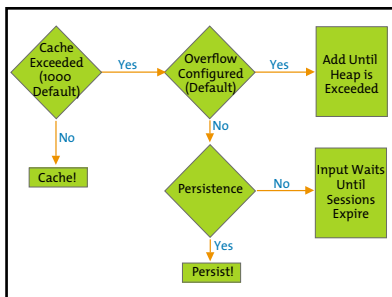 Cache
Exceeded
(1000
Default)
Yes
Overflow
Configured
(Default)
Yes
Add Until
Heap is
Exceeded
No
No
Cache!
Persistence
No
Input Waits
Until
Sessions
Expire
Yes
Persist!